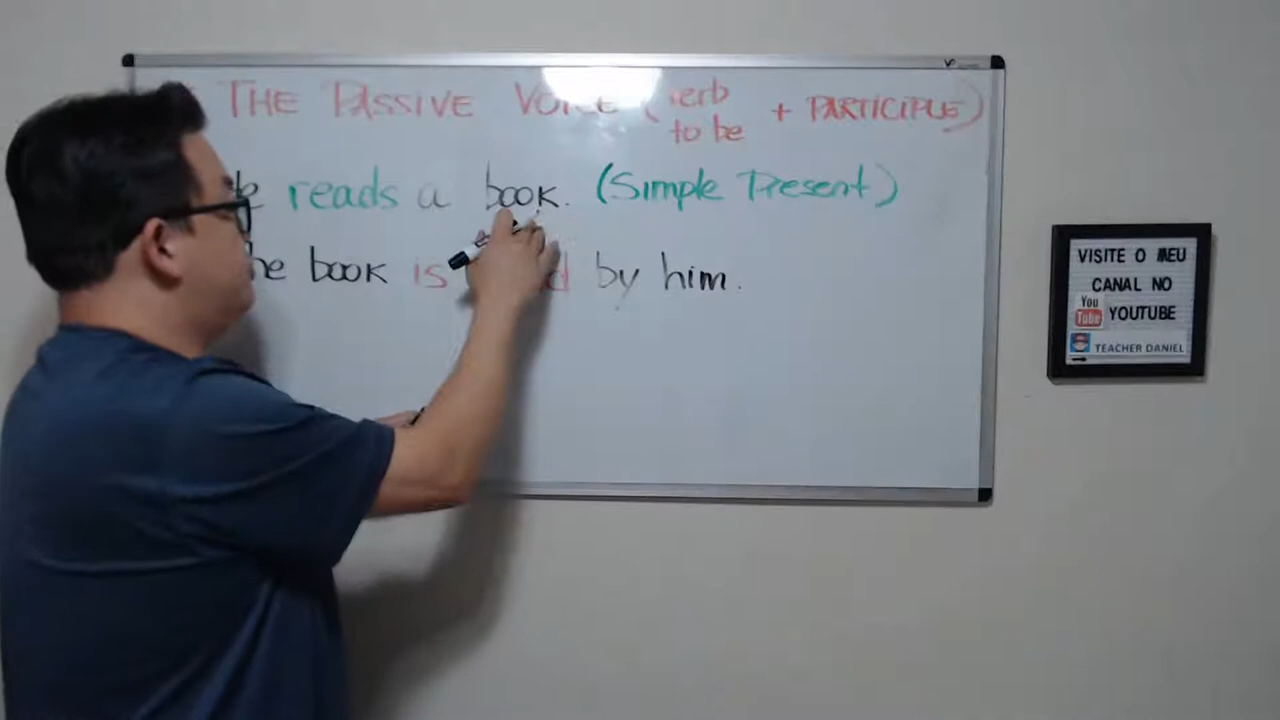 THE PASSIVE VOICE (verb to be + PARTICIPLE)
reads a book. (Simple Present)
book is by him.
VISITE O MEU
CANAL NO
You Tube YOUTUBE
TEACHER DANIEL